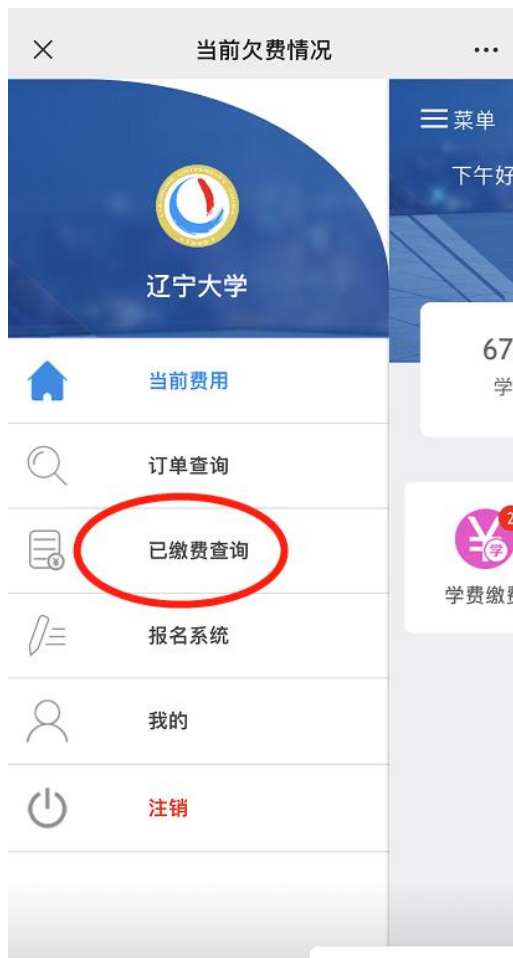 当前欠费情况
菜单
下午好
辽宁大学
67
学
当前费用
订单查询
已缴费查询
2
学
学费缴费
报名系统
我的
注销